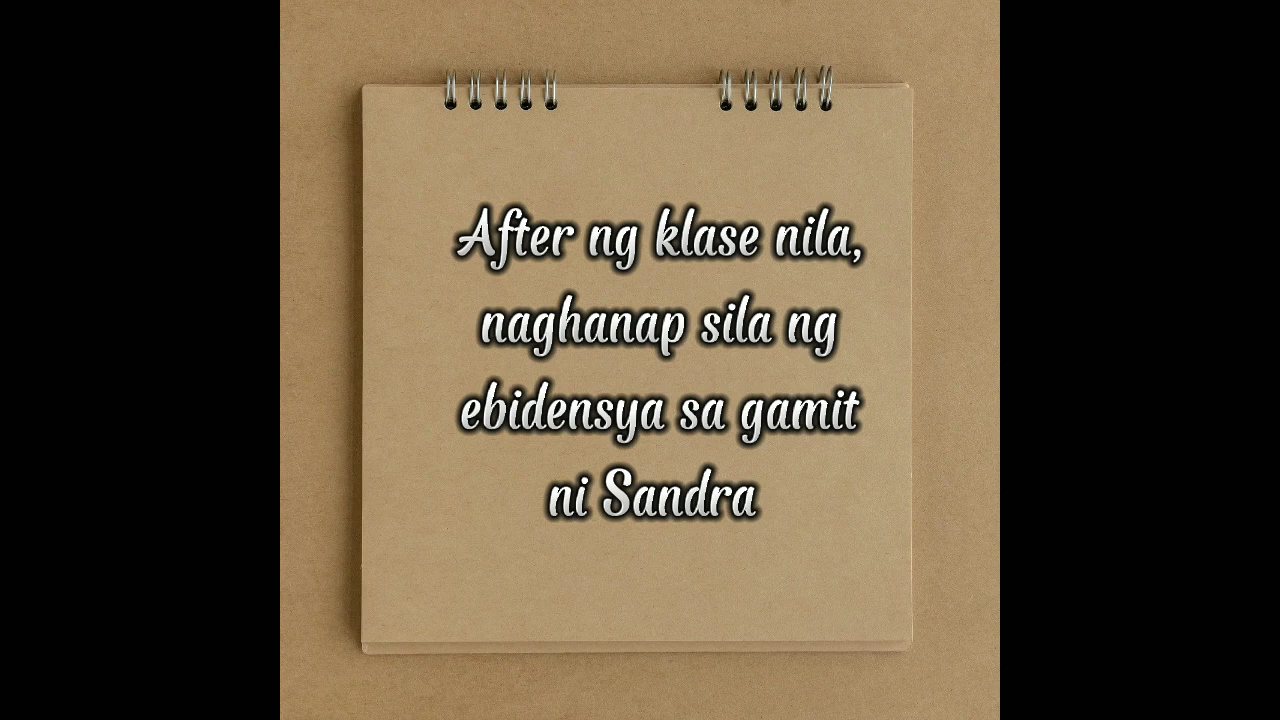 After ng klase nila,
naghanap sila ng
ebidensya sa gamit
ni Sandra